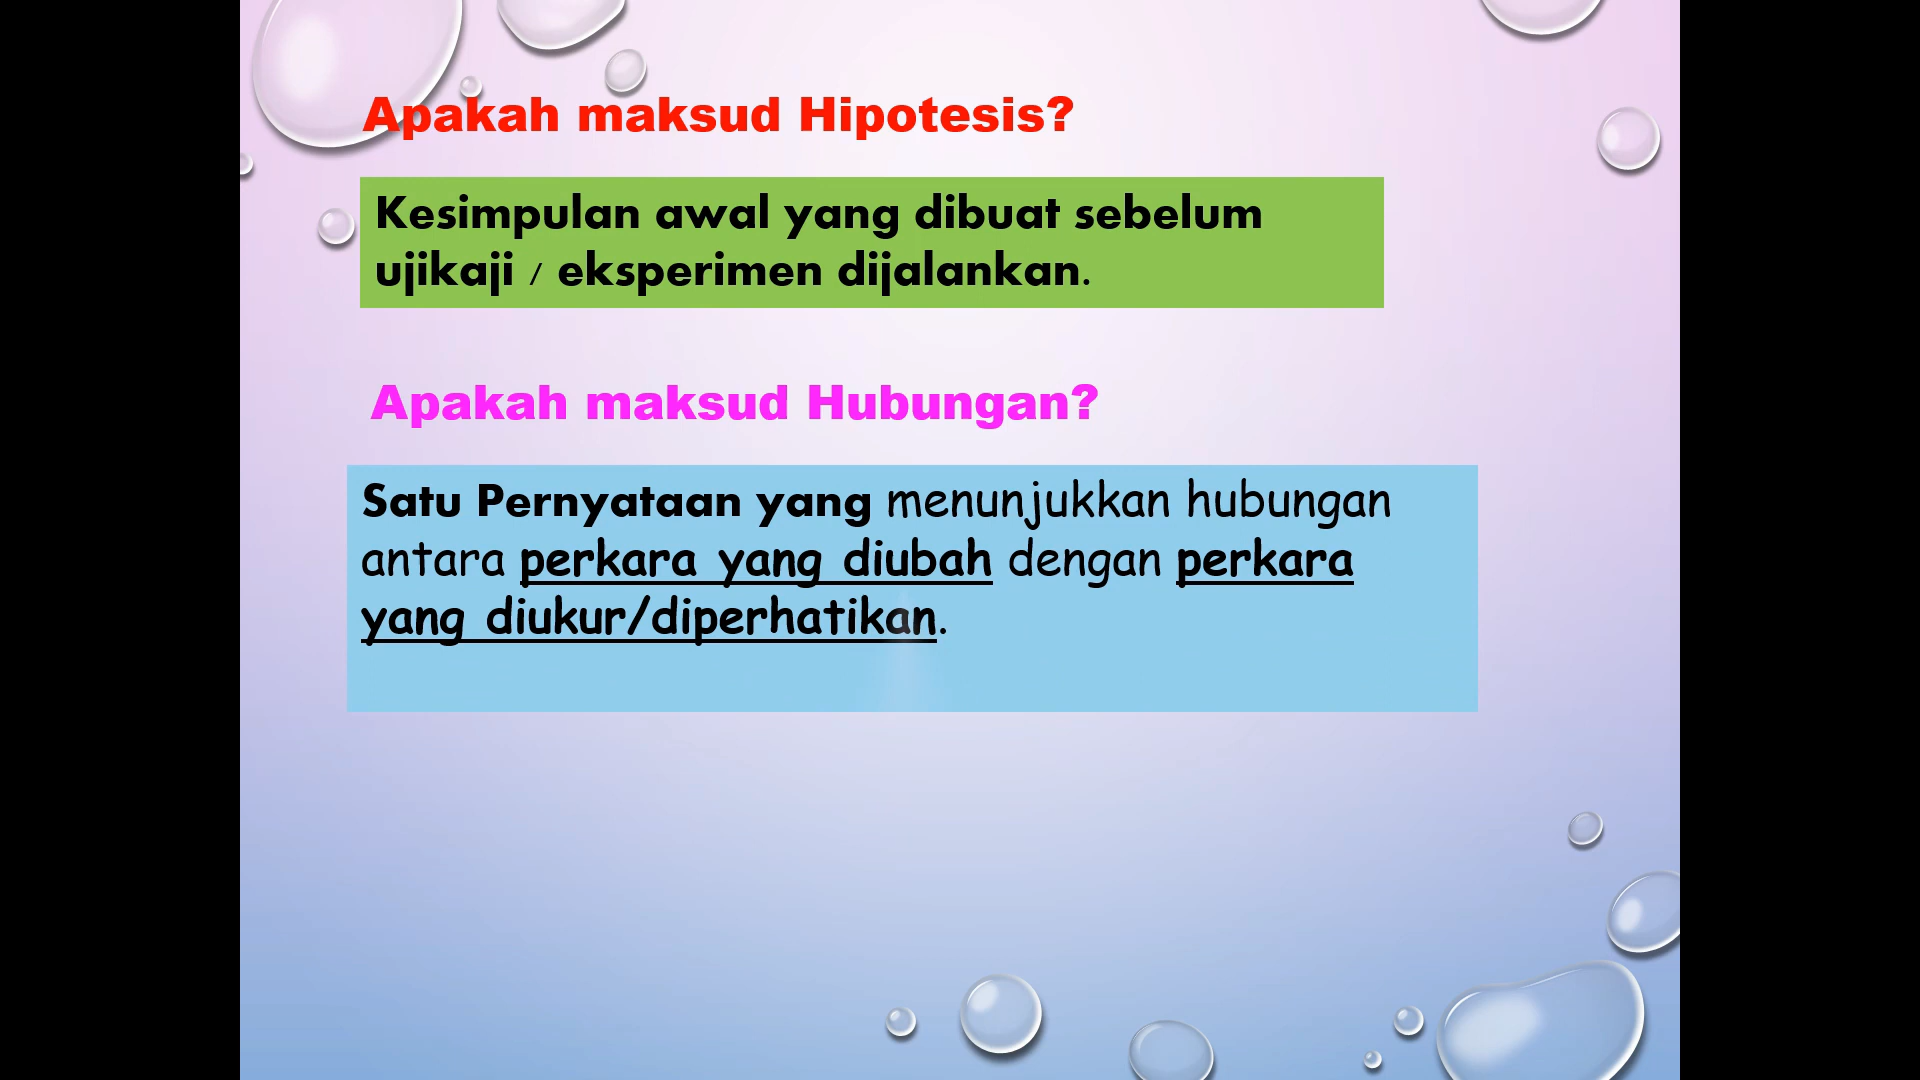 Apakah maksud Hipotesis?
Kesimpulan awal yang dibuat sebelum
ujikaji / eksperimen dijalankan.
Apakah maksud Hubungan?
Satu Pernyataan yang menunjukkan hubungan
antara perkara yang diubah dengan perkara
yang diukur/diperhatikan.